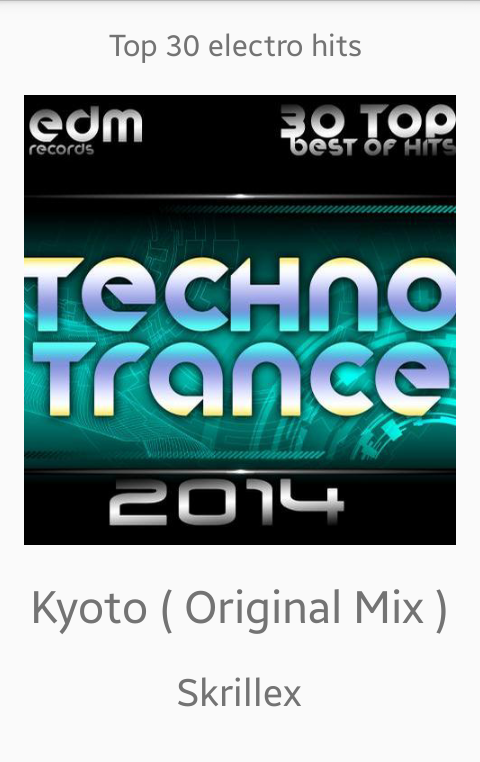 Top 30 electro hits
edm
records
30 TOP
BEST OF HITS
TECHNO
TrANCE
2014
Kyoto ( Original Mix )
Skrillex